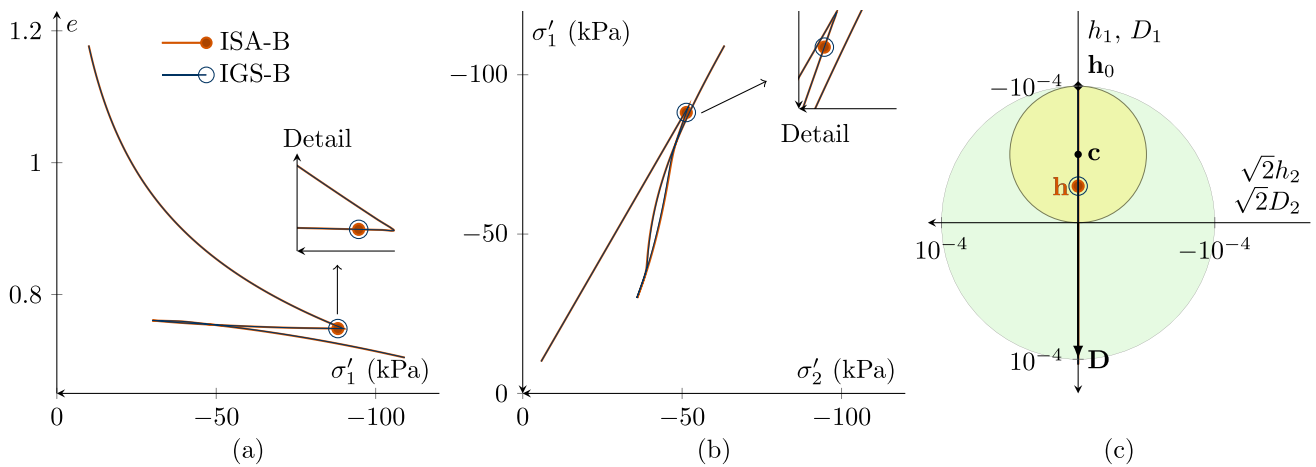 1.2
e
ISA-B
IGS-B
1
Detail
0.8
σ′₁ (kPa)
0
−50
−100
(a)
σ′₁ (kPa)
−100
Detail
−50
0
σ′₂ (kPa)
0
−50
−100
(b)
h₁, D₁
h₀
−10⁻⁴
c
h
√2h₂
√2D₂
10⁻⁴
−10⁻⁴
10⁻⁴
D
(c)